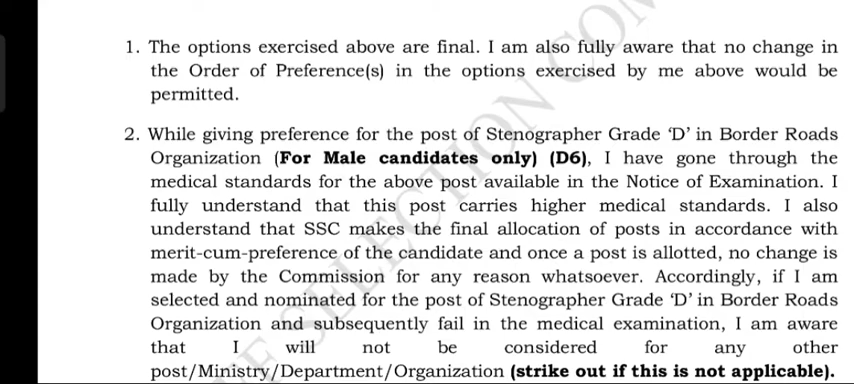 1. The options exercised above are final. I am also fully aware that no change in
the Order of Preference(s) in the options exercised by me above would be
permitted.
2. While giving preference for the post of Stenographer Grade ‘D’ in Border Roads
Organization (For Male candidates only) (D6), I have gone through the
medical standards for the above post available in the Notice of Examination. I
fully understand that this post carries higher medical standards. I also
understand that SSC makes the final allocation of posts in accordance with
merit-cum-preference of the candidate and once a post is allotted, no change is
made by the Commission for any reason whatsoever. Accordingly, if I am
selected and nominated for the post of Stenographer Grade ‘D’ in Border Roads
Organization and subsequently fail in the medical examination, I am aware
that I will not be considered for any other
post/Ministry/Department/Organization (strike out if this is not applicable).
SELECTION COM